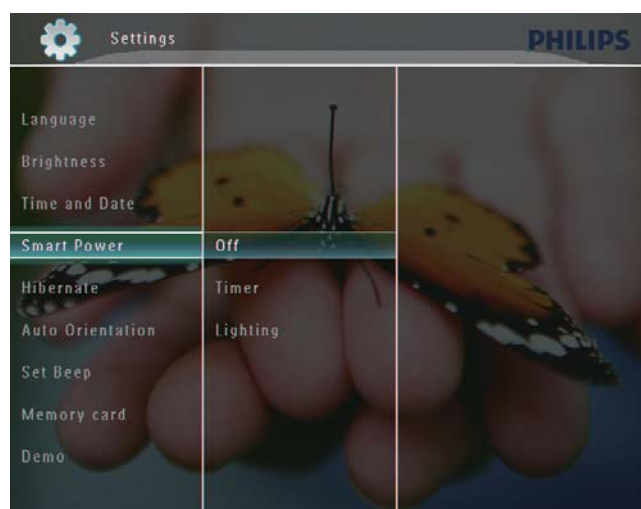 Settings
PHILIPS
Language
Brightness
Time and Date
Smart Power
Off
Hibernate
Timer
Auto Orientation
Lighting
Set Beep
Memory card
Demo